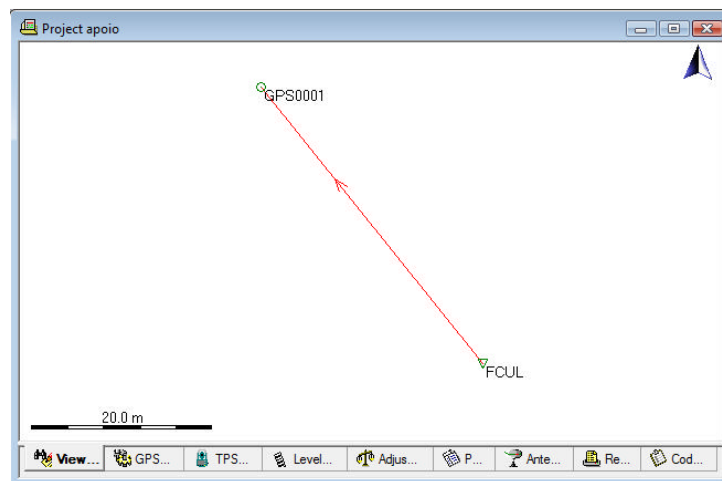 Project apoio
GPS0001
FCUL
20.0 m
View... GPS... TPS... Level... Adjus... P... Ante... Re... Cod...